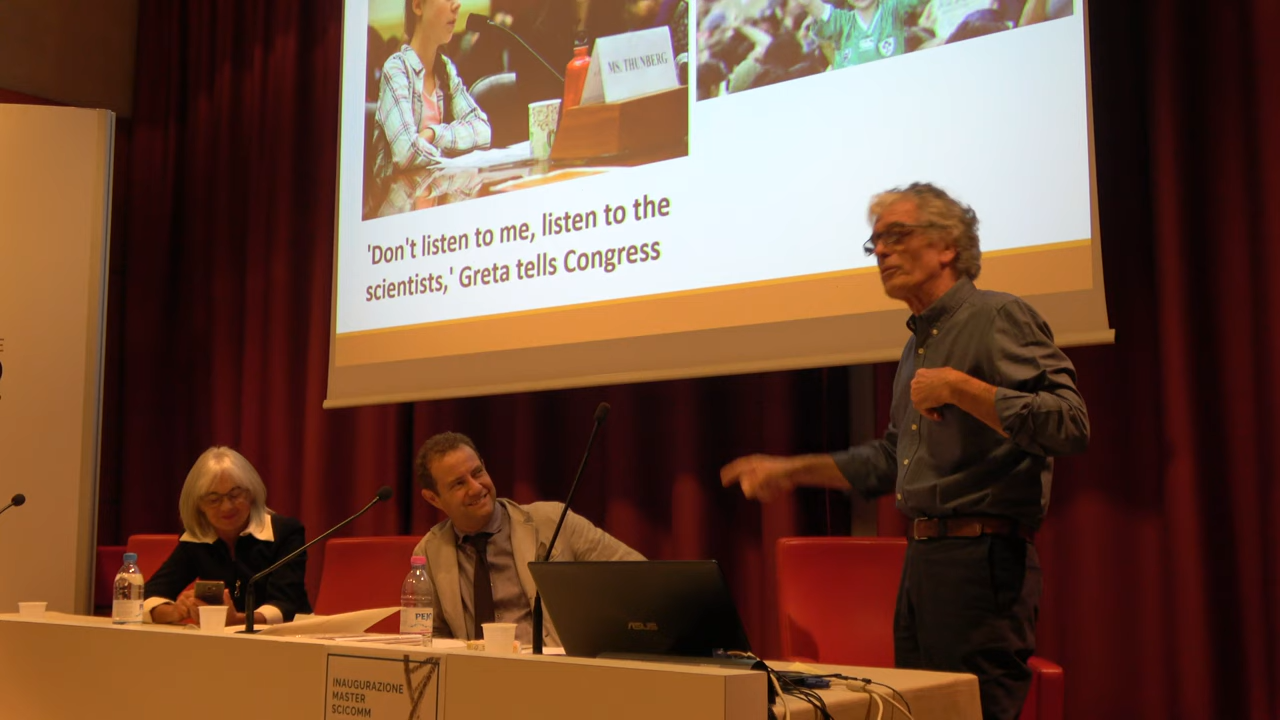 MS. THUNBERG
'Don't listen to me, listen to the
scientists,' Greta tells Congress
ASUS
INAUGURAZIONE
MASTER
SCICOMM